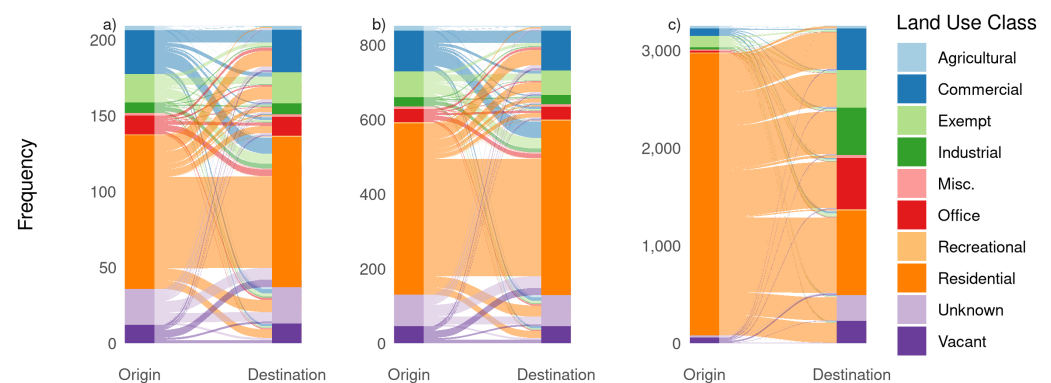 a)
b)
c)
Land Use Class
Frequency
200
150
100
50
0
800
600
400
200
0
3,000
2,000
1,000
0
Agricultural
Commercial
Exempt
Industrial
Misc.
Office
Recreational
Residential
Unknown
Vacant
Origin Destination
Origin Destination
Origin Destination